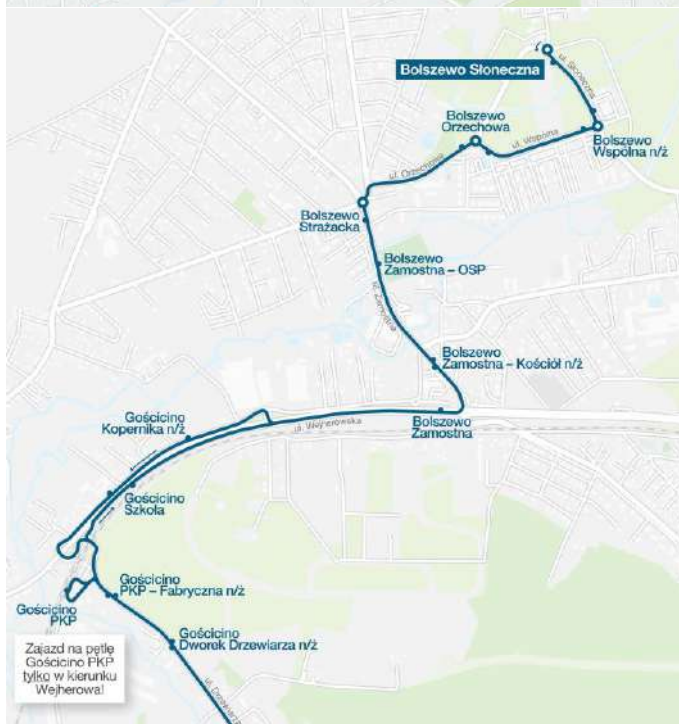 Bolszewo Słoneczna
ul. Słoneczna
Bolszewo
Orzechowa
ul. Wspólna
Bolszewo
Wspólna n/ż
ul. Orzechowa
Bolszewo
Strażacka
Bolszewo
Zamostna – OSP
ul. Zamostna
Bolszewo
Zamostna – Kościół n/ż
Gościcino
Kopernika n/ż
ul. Wejherowska
Bolszewo
Zamostna
Gościcino
Szkoła
Gościcino
PKP – Fabryczna n/ż
Gościcino
PKP
Gościcino
Dworek Drzewiarza n/ż
Zajazd na pętlę
Gościcino PKP
tylko w kierunku
Wejherowa!
ul. Drzewiarza